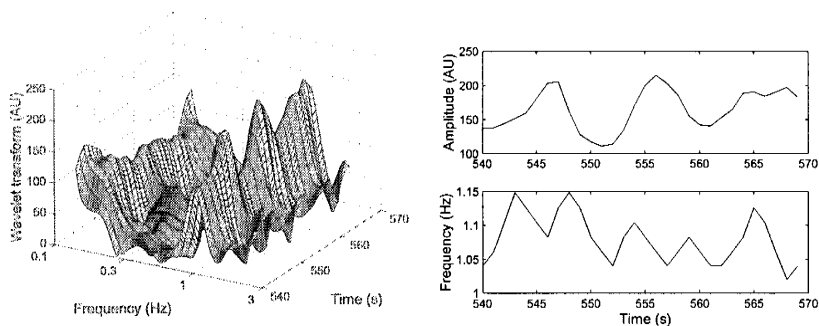 Wavelet transform (AU)
250
200
150
100
50
0
0.1
0.3
1
3
Frequency (Hz)
540
550
560
570
Time (s)
Amplitude (AU)
250
200
150
100
540 545 550 555 560 565 570
Frequency (Hz)
1.15
1.1
1.05
1
540 545 550 555 560 565 570
Time (s)